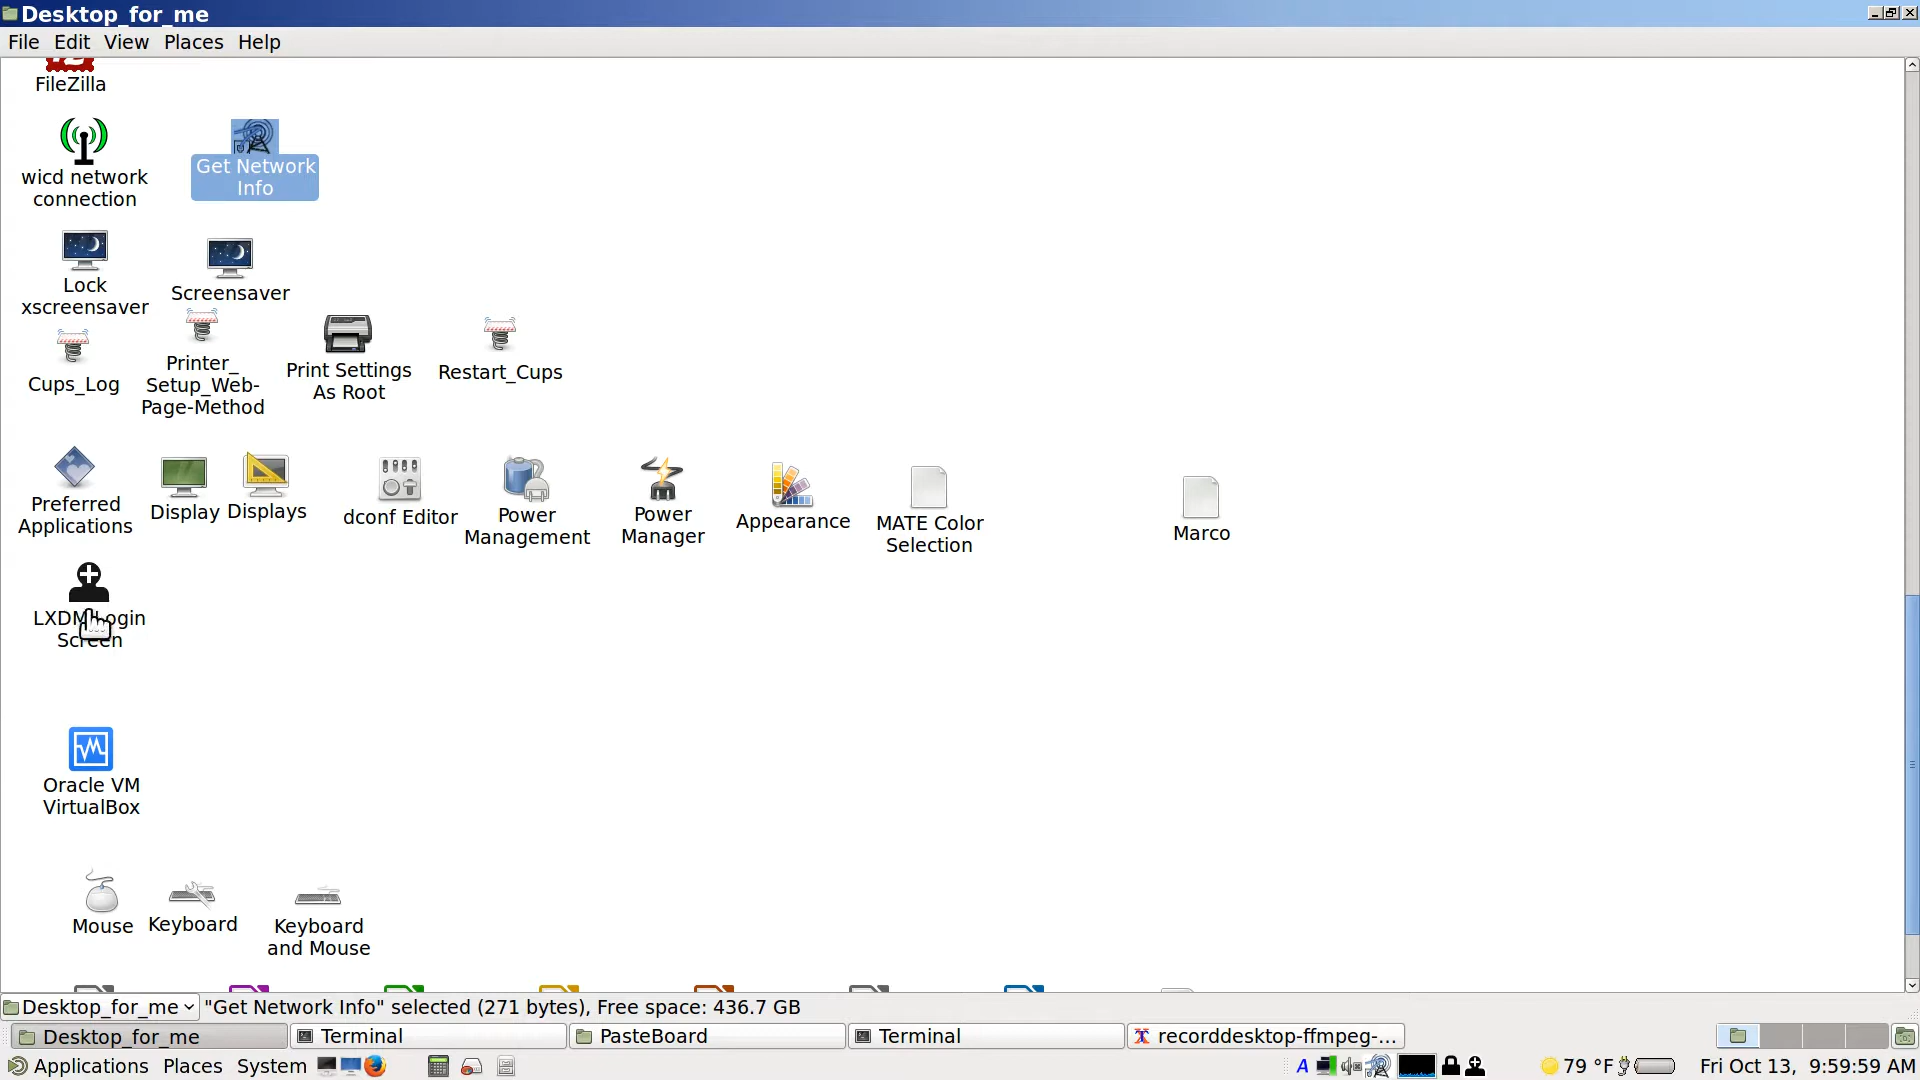 Desktop_for_me
File Edit View Places Help
FileZilla
wicd network
connection
Get Network
Info
Lock
xscreensaver
Screensaver
Cups_Log
Printer_
Setup_Web-
Page-Method
Print Settings
As Root
Restart_Cups
Preferred
Applications
Display
Displays
dconf Editor
Power
Management
Power
Manager
Appearance
MATE Color
Selection
Marco
LXDM Login
Screen
Oracle VM
VirtualBox
Mouse
Keyboard
Keyboard
and Mouse
Desktop_for_me "Get Network Info" selected (271 bytes), Free space: 436.7 GB
Desktop_for_me Terminal PasteBoard Terminal recorddesktop-ffmpeg-...
Applications Places System A 79 °F Fri Oct 13, 9:59:59 AM